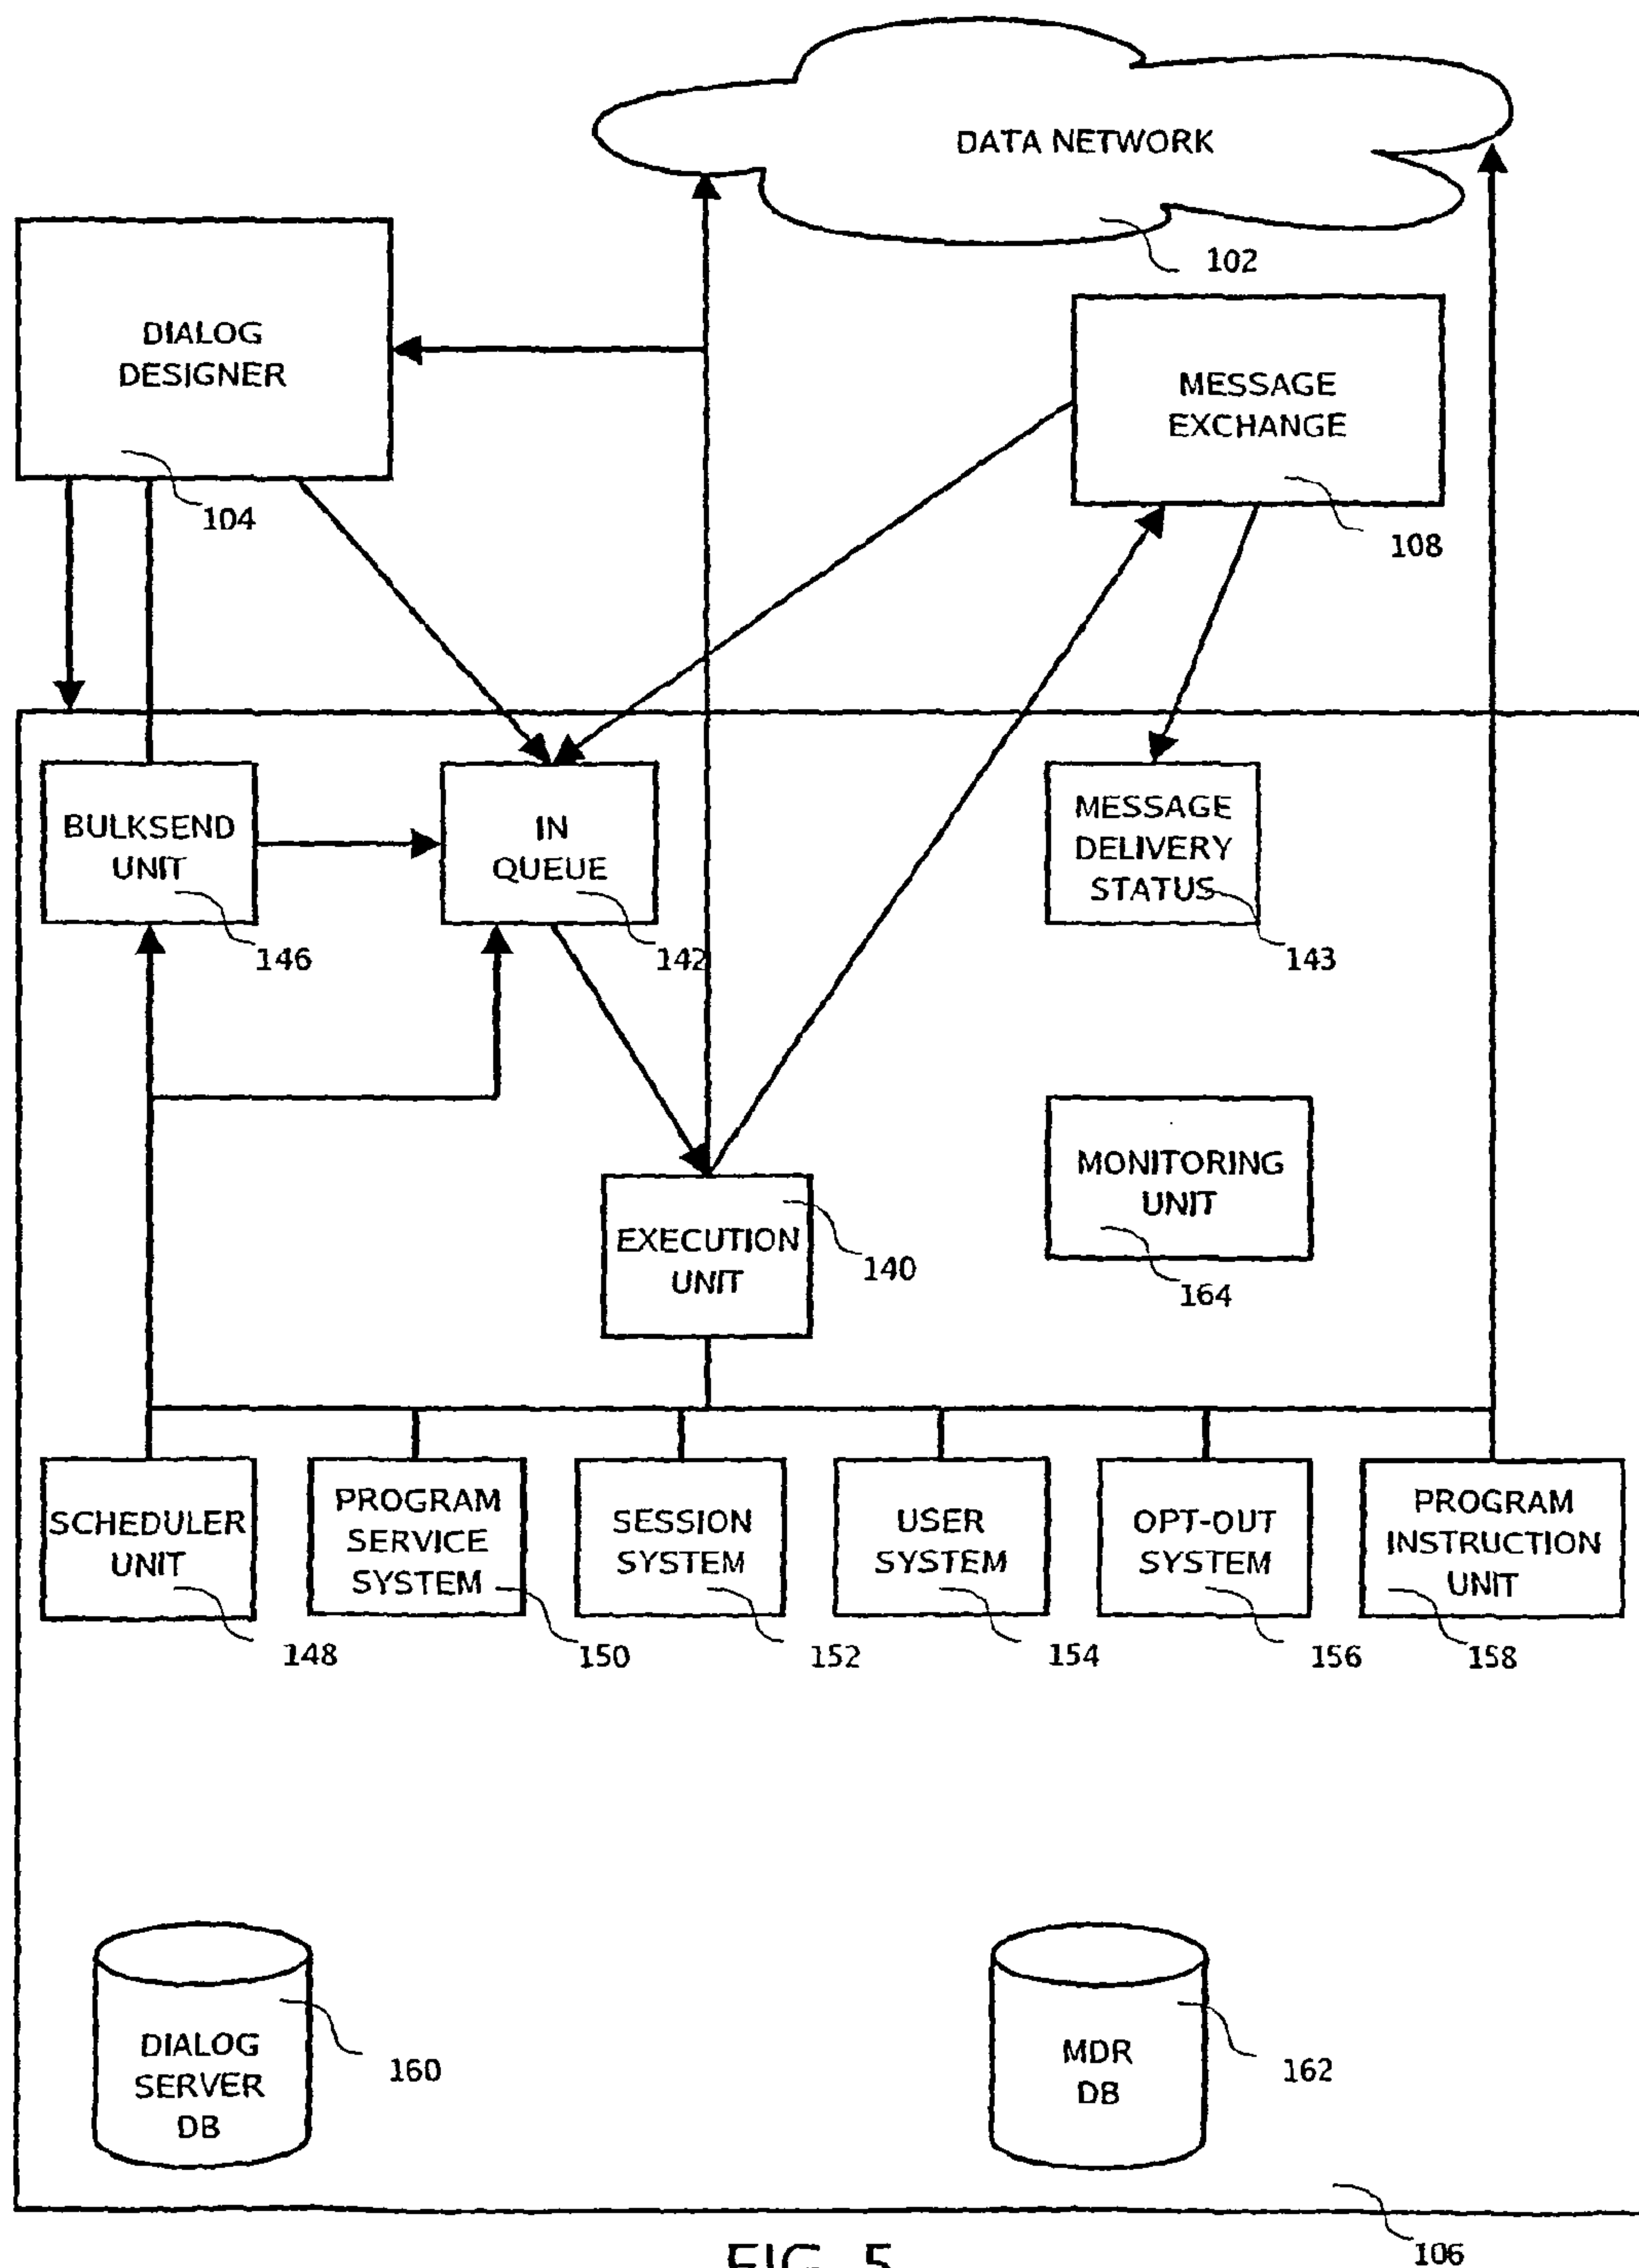 DATA NETWORK
102
DIALOG
DESIGNER
104
MESSAGE
EXCHANGE
108
BULKSEND
UNIT
146
IN
QUEUE
142
MESSAGE
DELIVERY
STATUS
143
EXECUTION
UNIT
140
MONITORING
UNIT
164
SCHEDULER
UNIT
148
PROGRAM
SERVICE
SYSTEM
150
SESSION
SYSTEM
152
USER
SYSTEM
154
OPT-OUT
SYSTEM
156
PROGRAM
INSTRUCTION
UNIT
158
DIALOG
SERVER
DB
160
MDR
DB
162
106
FIG. 5